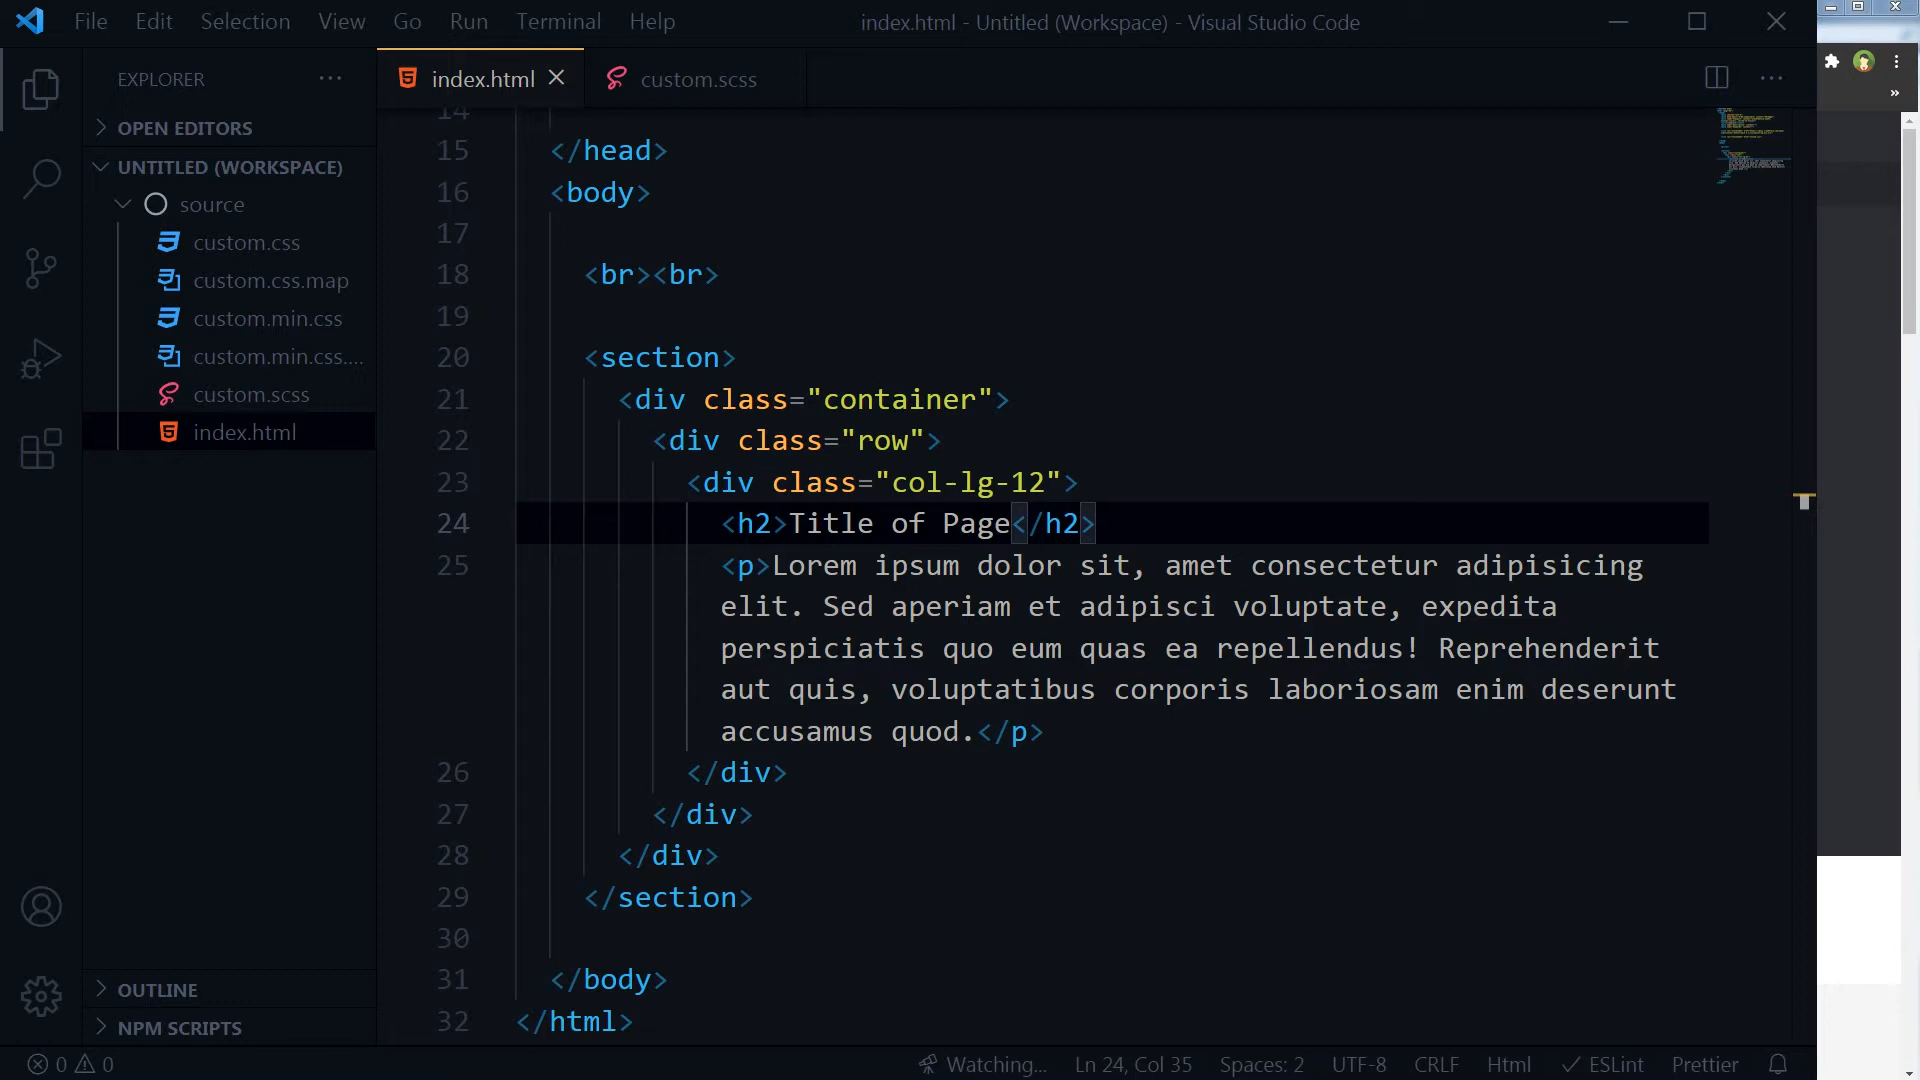 File Edit Selection View Go Run Terminal Help index.html - Untitled (Workspace) - Visual Studio Code
EXPLORER ···
index.html
custom.scss
OPEN EDITORS
UNTITLED (WORKSPACE)
source
custom.css
custom.css.map
custom.min.css
custom.min.css....
custom.scss
index.html
OUTLINE
NPM SCRIPTS
14
15 </head>
16 <body>
17
18 <br><br>
19
20 <section>
21 <div class="container">
22 <div class="row">
23 <div class="col-lg-12">
24 <h2>Title of Page</h2>
25 <p>Lorem ipsum dolor sit, amet consectetur adipisicing
elit. Sed aperiam et adipisci voluptate, expedita
perspiciatis quo eum quas ea repellendus! Reprehenderit
aut quis, voluptatibus corporis laboriosam enim deserunt
accusamus quod.</p>
26 </div>
27 </div>
28 </div>
29 </section>
30
31 </body>
32 </html>
0 0 Watching... Ln 24, Col 35 Spaces: 2 UTF-8 CRLF Html ESLint Prettier